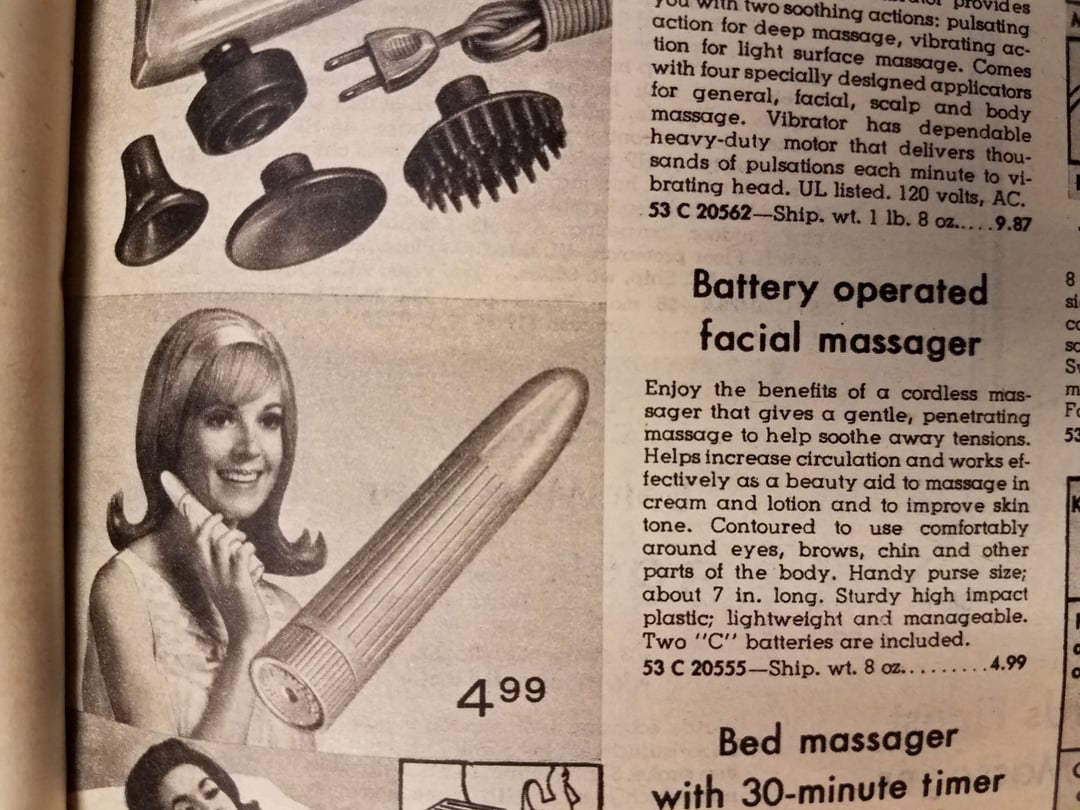 you with two soothing actions: pulsating
action for deep massage, vibrating ac-
tion for light surface massage. Comes
with four specially designed applicators
for general, facial, scalp and body
massage. Vibrator has dependable
heavy-duty motor that delivers thou-
sands of pulsations each minute to vi-
brating head. UL listed. 120 volts, AC.
53 C 20562—Ship. wt. 1 lb. 8 oz.....9.87
Battery operated
facial massager
Enjoy the benefits of a cordless mas-
sager that gives a gentle, penetrating
massage to help soothe away tensions.
Helps increase circulation and works ef-
fectively as a beauty aid to massage in
cream and lotion and to improve skin
tone. Contoured to use comfortably
around eyes, brows, chin and other
parts of the body. Handy purse size;
about 7 in. long. Sturdy high impact
plastic; lightweight and manageable.
Two "C" batteries are included.
53 C 20555—Ship. wt. 8 oz..........4.99
4.99
Bed massager
with 30-minute timer